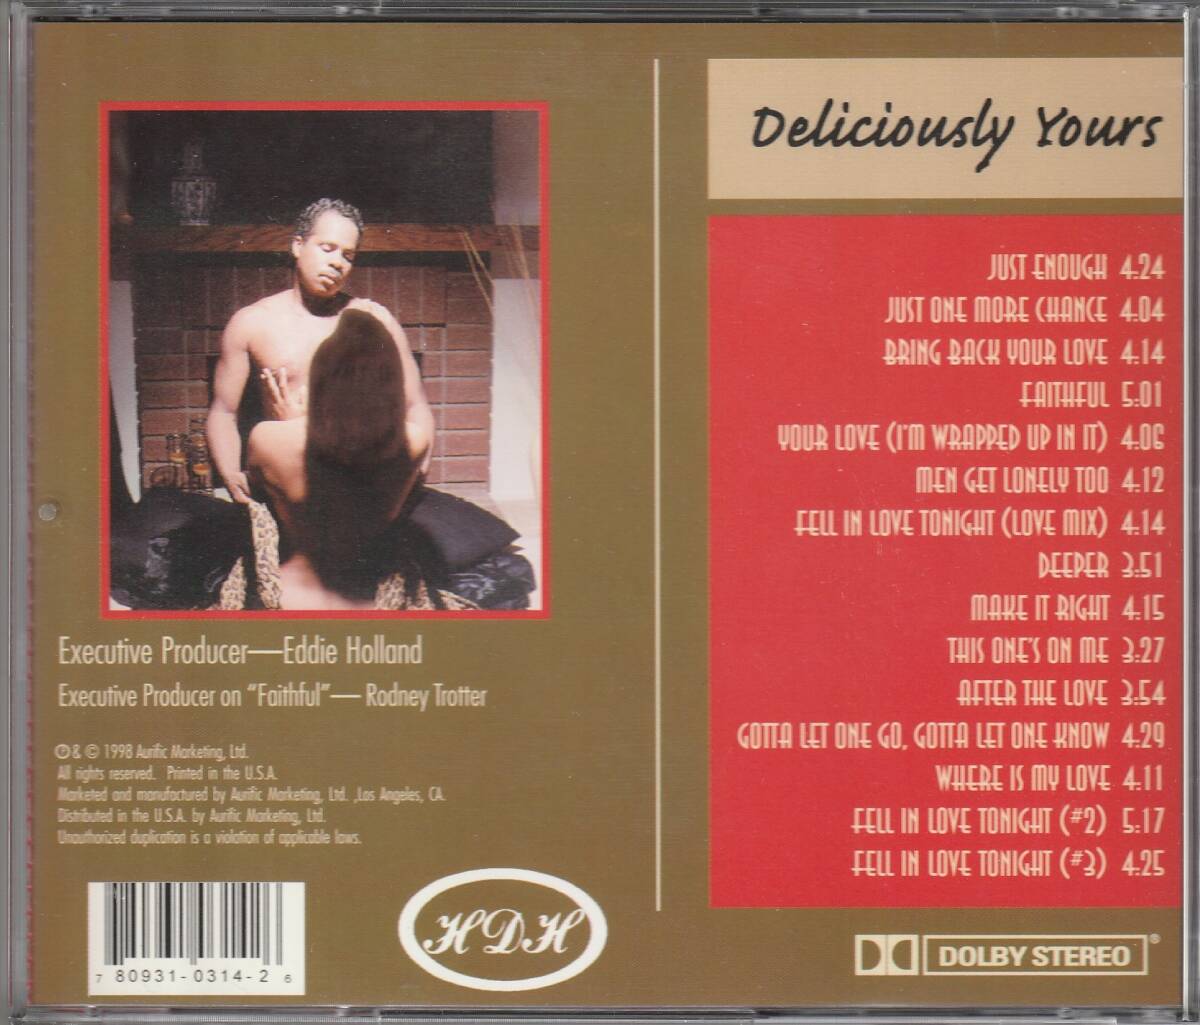 Deliciously Yours
JUST ENOUGH 4:24
JUST ONE MORE CHANCE 4:04
BRING BACK YOUR LOVE 4:14
FAITHFUL 5:01
YOUR LOVE (I'M WRAPPED UP IN IT) 4:06
MEN GET LONELY TOO 4:12
FELL IN LOVE TONIGHT (LOVE MIX) 4:14
DEEPER 3:51
MAKE IT RIGHT 4:15
THIS ONE'S ON ME 3:27
AFTER THE LOVE 3:54
GOTTA LET ONE GO, GOTTA LET ONE KNOW 4:29
WHERE IS MY LOVE 4:11
FELL IN LOVE TONIGHT (#2) 5:17
FELL IN LOVE TONIGHT (#3) 4:25
Executive Producer—Eddie Holland
Executive Producer on "Faithful"— Rodney Trotter
℗ & © 1998 Aurific Marketing, Ltd.
All rights reserved. Printed in the U.S.A.
Marketed and manufactured by Aurific Marketing, Ltd. ,Los Angeles, CA.
Distributed in the U.S.A. by Aurific Marketing, Ltd.
Unauthorized duplication is a violation of applicable laws.
7 80931-0314-2 6
HDH
DOLBY STEREO®